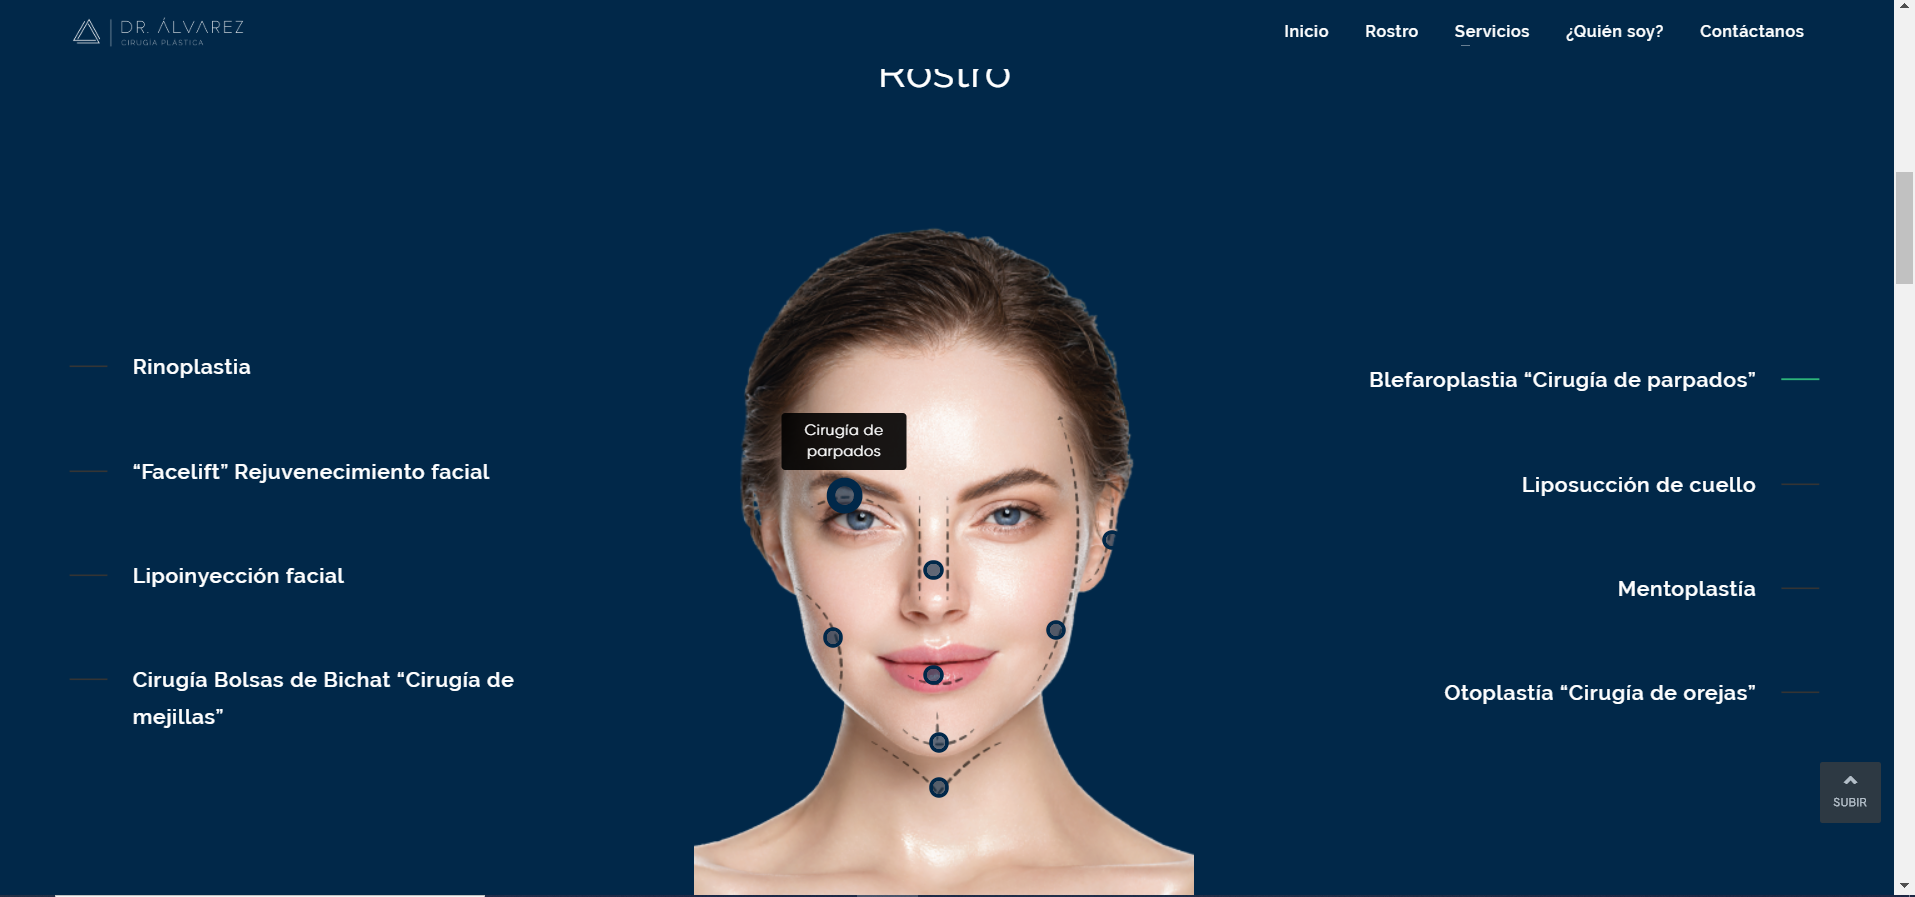 DR. ÁLVAREZ
CIRUGÍA PLÁSTICA
Inicio
Rostro
Servicios
¿Quién soy?
Contáctanos
Rostro
Rinoplastia
“Facelift” Rejuvenecimiento facial
Lipoinyección facial
Cirugía Bolsas de Bichat “Cirugía de
mejillas”
Cirugía de
parpados
Blefaroplastia “Cirugía de parpados”
Liposucción de cuello
Mentoplastía
Otoplastía “Cirugía de orejas”
SUBIR